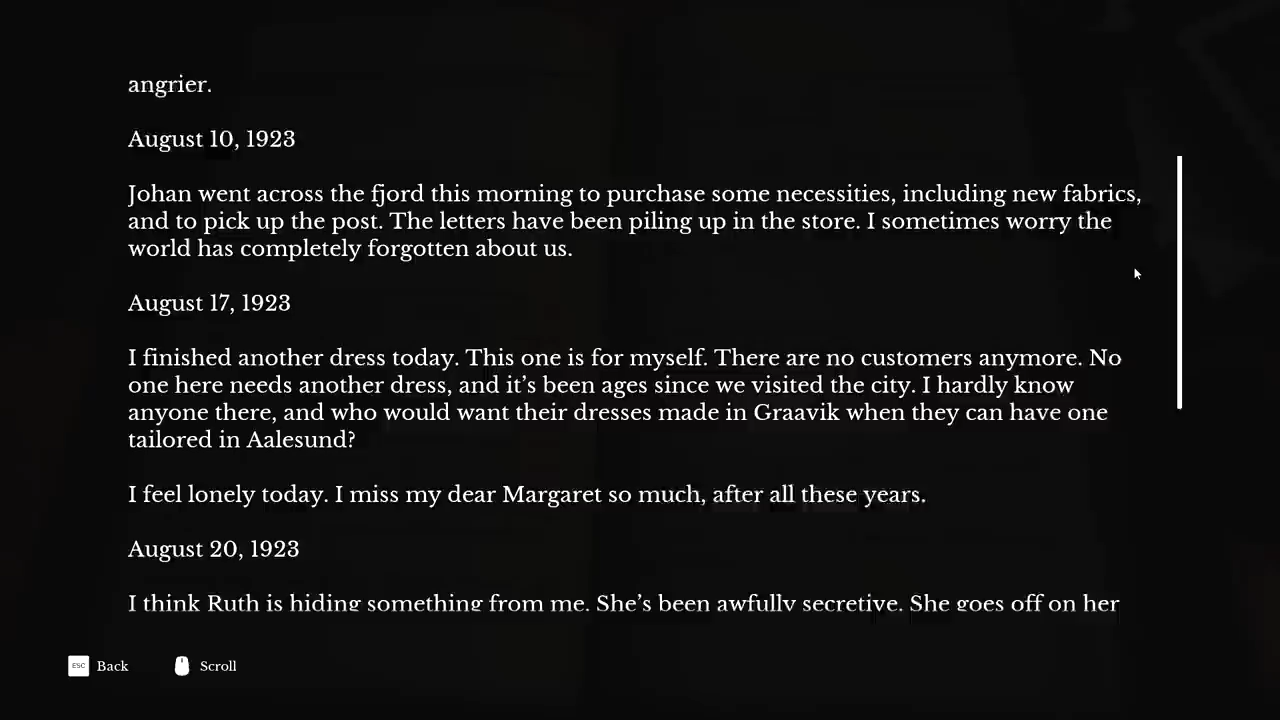 angrier.
August 10, 1923
Johan went across the fjord this morning to purchase some necessities, including new fabrics,
and to pick up the post. The letters have been piling up in the store. I sometimes worry the
world has completely forgotten about us.
August 17, 1923
I finished another dress today. This one is for myself. There are no customers anymore. No
one here needs another dress, and it’s been ages since we visited the city. I hardly know
anyone there, and who would want their dresses made in Graavik when they can have one
tailored in Aalesund?
I feel lonely today. I miss my dear Margaret so much, after all these years.
August 20, 1923
I think Ruth is hiding something from me. She’s been awfully secretive. She goes off on her
ESC Back Scroll